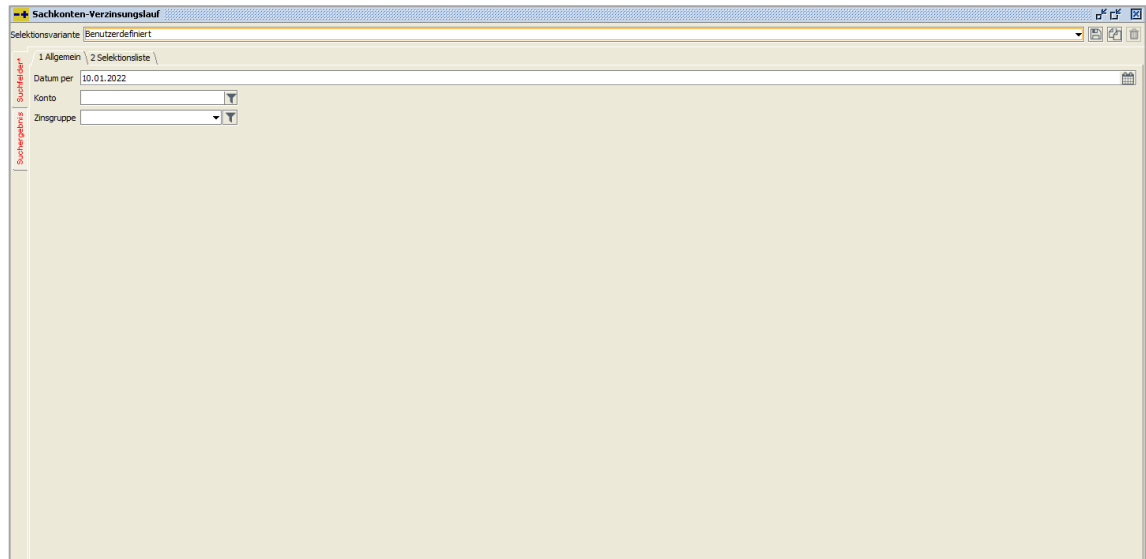 Sachkonten-Verzinsungslauf
Selektionsvariante Benutzerdefiniert
1 Allgemein \ 2 Selektionsliste \
Suchfelder*
Suchergebnis
Datum per 10.01.2022
Konto
Zinsgruppe